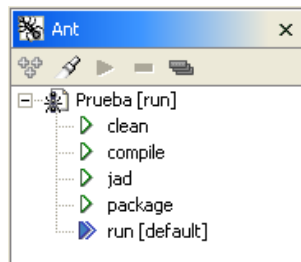 Ant
Prueba [run]
clean
compile
jad
package
run [default]